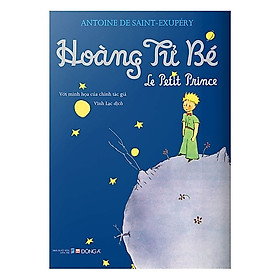 ANTOINE DE SAINT-EXUPÉRY
Hoàng Tử Bé
Le Petit Prince
Với minh họa của chính tác giả
Vĩnh Lạc dịch
ĐÔNG A